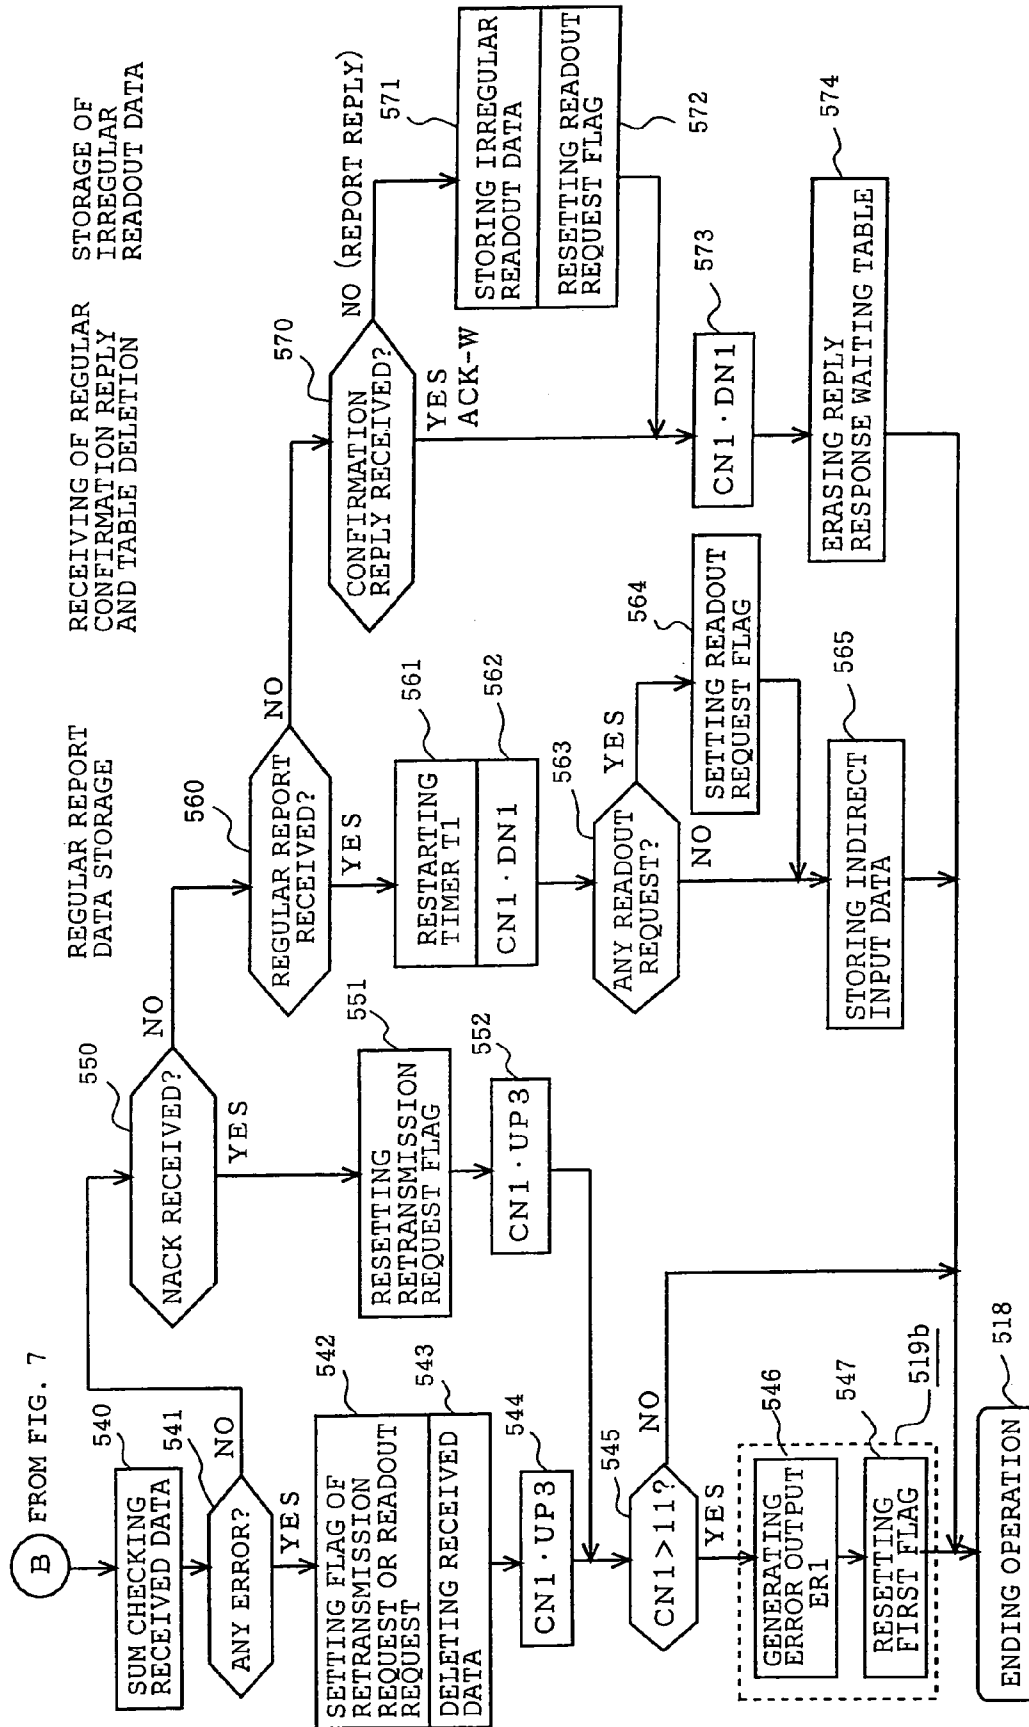 B FROM FIG. 7
540
SUM CHECKING
RECEIVED DATA
541
ANY ERROR?
NO
YES
542
SETTING FLAG OF
RETRANSMISSION
REQUEST OR READOUT
REQUEST
543
DELETING RECEIVED
DATA
544
CN1·UP3
545
CN1>11?
NO
YES
546
GENERATING
ERROR OUTPUT
ER1
547
RESETTING
FIRST FLAG
519b
518
ENDING OPERATION
550
NACK RECEIVED?
NO
YES
551
RESETTING
RETRANSMISSION
REQUEST FLAG
552
CN1·UP3
REGULAR REPORT
DATA STORAGE
560
REGULAR REPORT
RECEIVED?
NO
YES
561
RESTARTING
TIMER T1
562
CN1·DN1
563
ANY READOUT
REQUEST?
YES
NO
564
SETTING READOUT
REQUEST FLAG
565
STORING INDIRECT
INPUT DATA
RECEIVING OF REGULAR
CONFIRMATION REPLY
AND TABLE DELETION
570
CONFIRMATION
REPLY RECEIVED?
NO (REPORT REPLY)
YES
ACK-W
STORAGE OF
IRREGULAR
READOUT DATA
571
STORING IRREGULAR
READOUT DATA
RESETTING READOUT
REQUEST FLAG
572
573
CN1·DN1
574
ERASING REPLY
RESPONSE WAITING TABLE